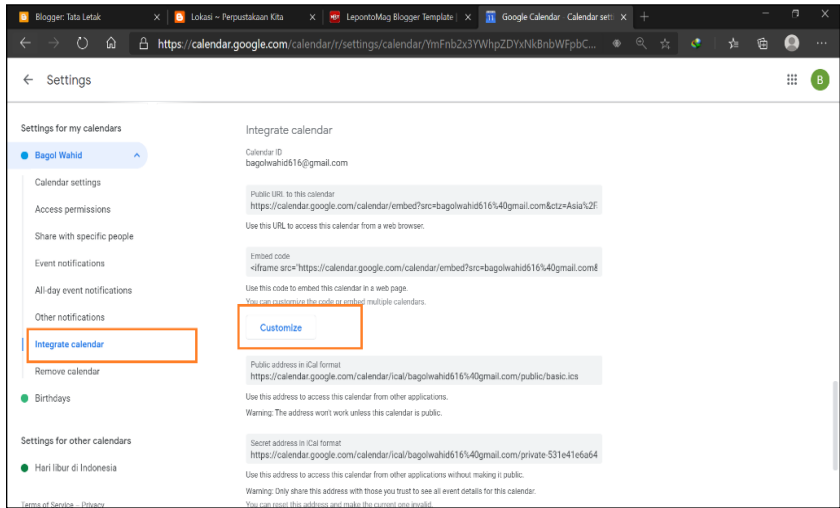 Blogger: Tata Letak
Lokasi ~ Perpustakaan Kita
LepontoMag Blogger Template |
Google Calendar - Calendar sett
https://calendar.google.com/calendar/r/settings/calendar/YmFnb2x3YWhpZDYxNkBnbWFpbC...
Settings
B
Settings for my calendars
Bagol Wahid
Calendar settings
Access permissions
Share with specific people
Event notifications
All-day event notifications
Other notifications
Integrate calendar
Remove calendar
Birthdays
Settings for other calendars
Hari libur di Indonesia
Terms of Service – Privacy
Integrate calendar
Calendar ID
bagolwahid616@gmail.com
Public URL to this calendar
https://calendar.google.com/calendar/embed?src=bagolwahid616%40gmail.com&ctz=Asia%2F
Use this URL to access this calendar from a web browser.
Embed code
<iframe src="https://calendar.google.com/calendar/embed?src=bagolwahid616%40gmail.com&
Use this code to embed this calendar in a web page.
You can customize the code or embed multiple calendars.
Customize
Public address in iCal format
https://calendar.google.com/calendar/ical/bagolwahid616%40gmail.com/public/basic.ics
Use this address to access this calendar from other applications.
Warning: The address won't work unless this calendar is public.
Secret address in iCal format
https://calendar.google.com/calendar/ical/bagolwahid616%40gmail.com/private-531e41e6a64
Use this address to access this calendar from other applications without making it public.
Warning: Only share this address with those you trust to see all event details for this calendar.
You can reset this address and make the current one invalid.